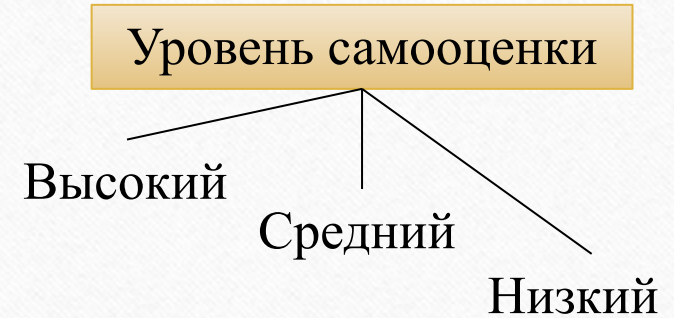 Уровень самооценки
Высокий
Средний
Низкий